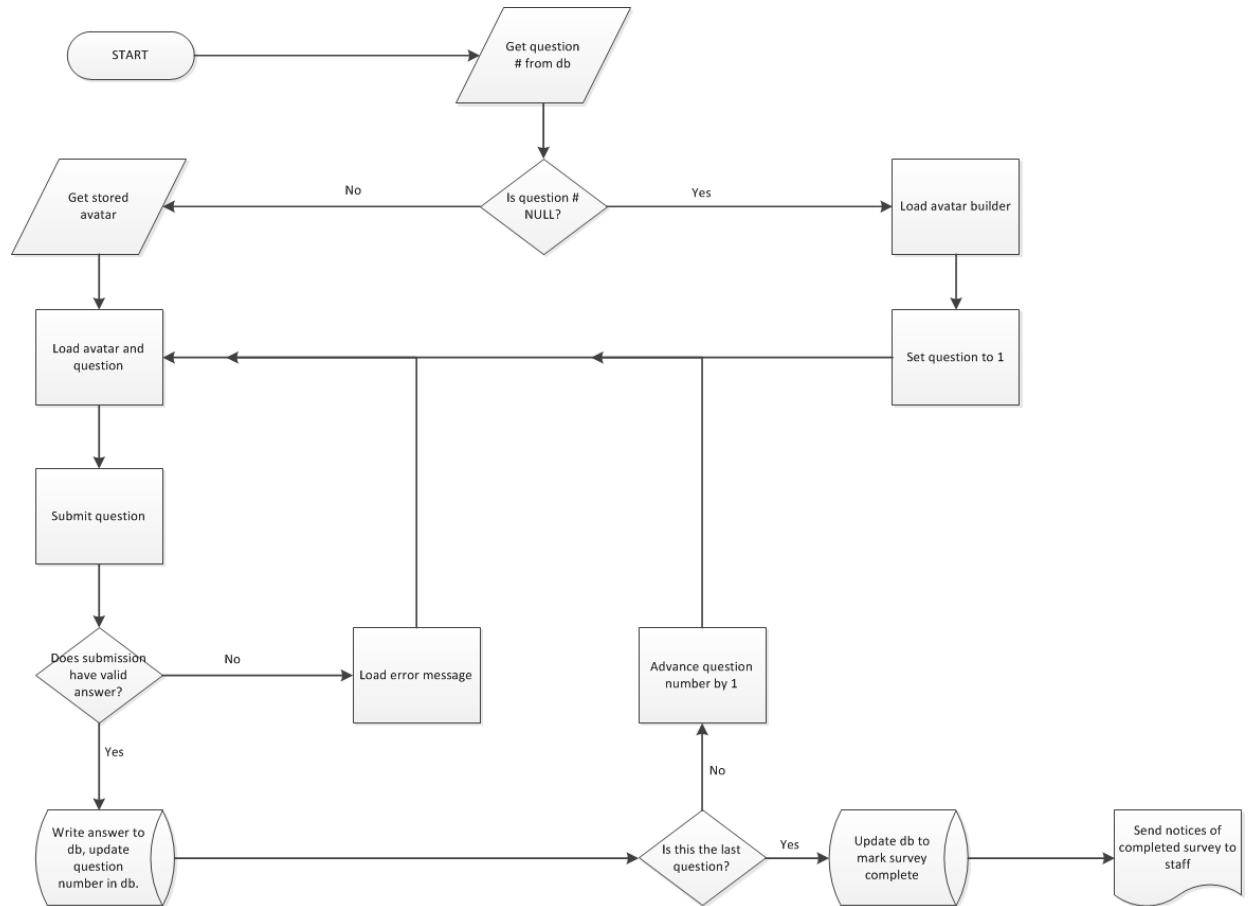 START
Get question
# from db
Get stored
avatar
No
Is question #
NULL?
Yes
Load avatar builder
Load avatar and
question
Set question to 1
Submit question
Does submission
have valid
answer?
No
Load error message
Advance question
number by 1
Yes
No
Write answer to
db, update
question
number in db.
Is this the last
question?
Yes
Update db to
mark survey
complete
Send notices of
completed survey to
staff